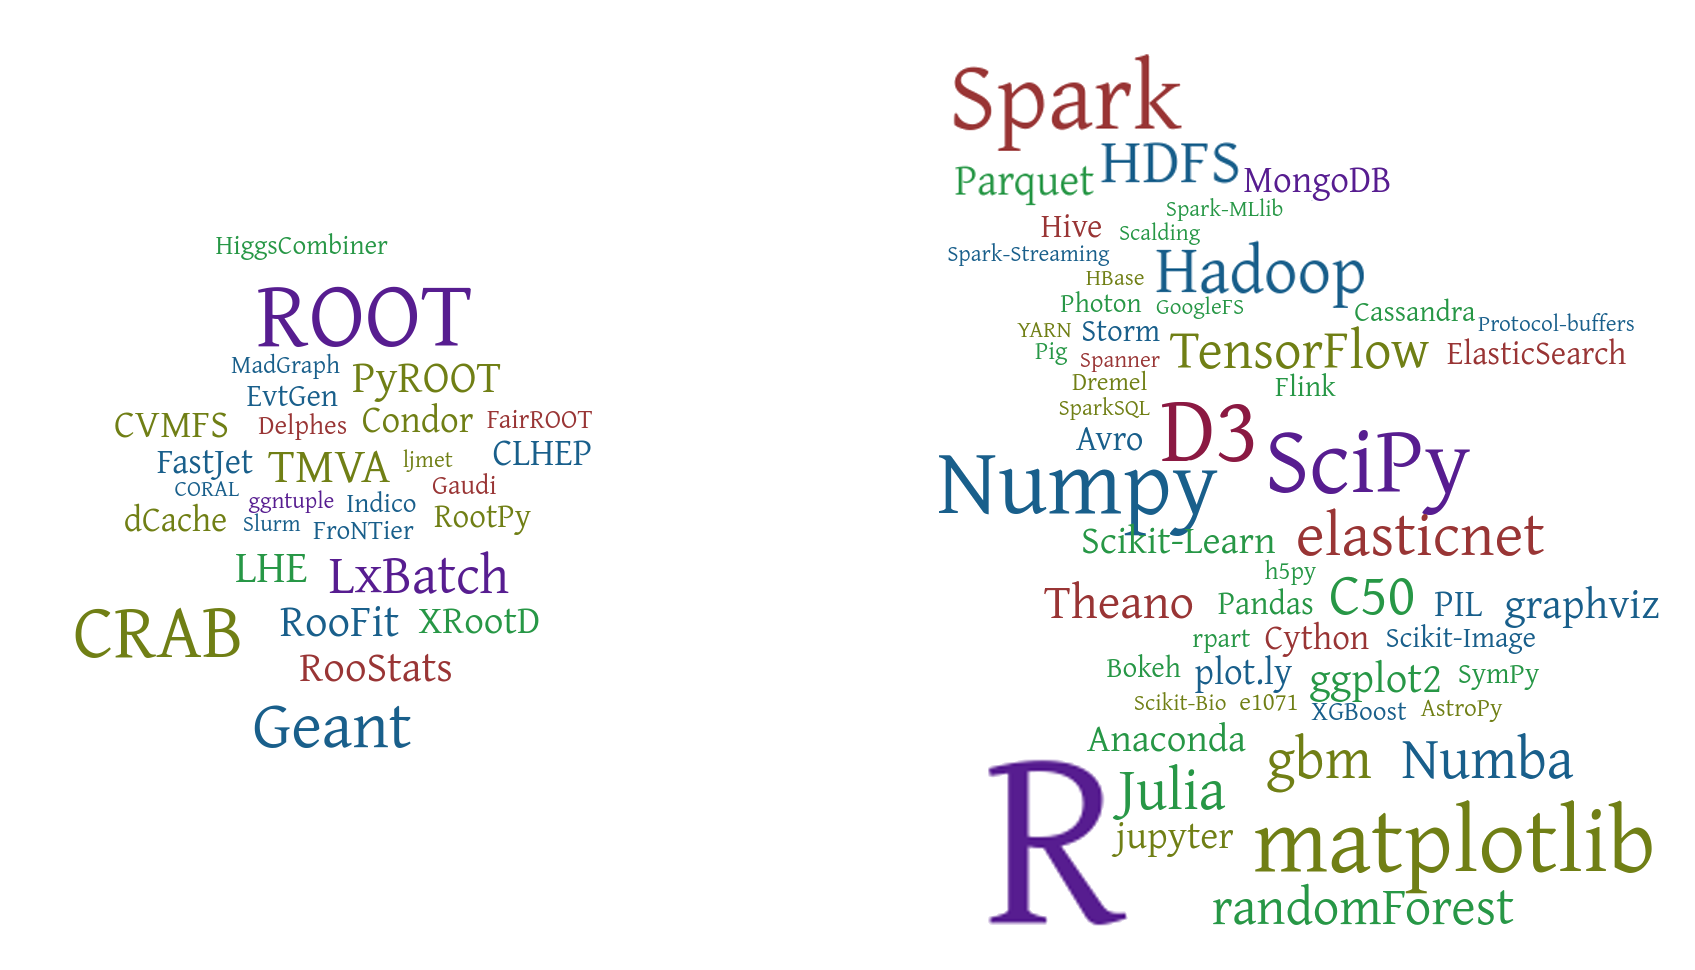 HiggsCombiner
ROOT
MadGraph PyROOT
EvtGen
CVMFS Delphes Condor FairROOT
FastJet TMVA ljmet CLHEP
CORAL ggntuple Indico Gaudi
dCache Slurm FroNTier RootPy
LHE LxBatch
CRAB RooFit XRootD
RooStats
Geant
Spark
Parquet HDFS MongoDB
Spark-MLlib
Hive Scalding
Spark-Streaming
HBase Hadoop
Photon GoogleFS Cassandra Protocol-buffers
YARN Storm
Pig Spanner TensorFlow ElasticSearch
Dremel Flink
SparkSQL
Avro D3
Numpy SciPy
Scikit-Learn elasticnet
h5py
Theano Pandas C50 PIL graphviz
rpart Cython Scikit-Image
Bokeh plot.ly ggplot2 SymPy
Scikit-Bio e1071 XGBoost AstroPy
Anaconda gbm Numba
R Julia
jupyter matplotlib
randomForest